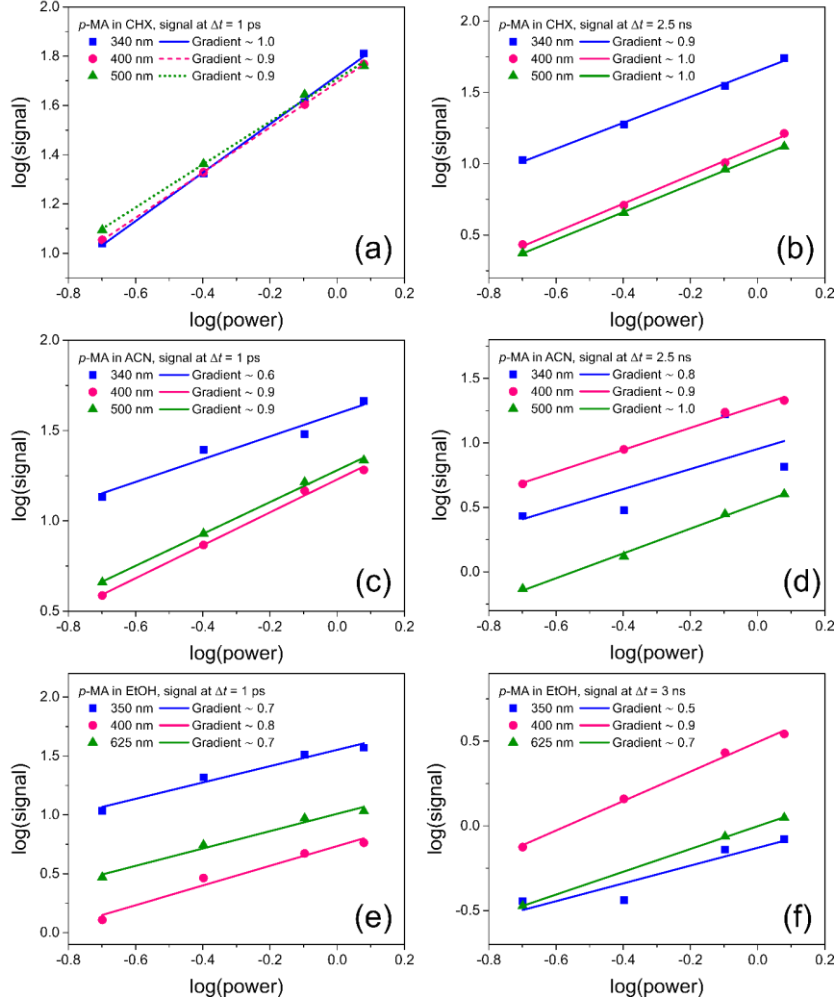 p-MA in CHX, signal at Δt = 1 ps
340 nm Gradient ~ 1.0
400 nm Gradient ~ 0.9
500 nm Gradient ~ 0.9
log(signal)
2.0
1.8
1.6
1.4
1.2
1.0
(a)
-0.8 -0.6 -0.4 -0.2 0.0 0.2
log(power)
p-MA in CHX, signal at Δt = 2.5 ns
340 nm Gradient ~ 0.9
400 nm Gradient ~ 1.0
500 nm Gradient ~ 1.0
log(signal)
2.0
1.5
1.0
0.5
(b)
-0.8 -0.6 -0.4 -0.2 0.0 0.2
log(power)
p-MA in ACN, signal at Δt = 1 ps
340 nm Gradient ~ 0.6
400 nm Gradient ~ 0.9
500 nm Gradient ~ 0.9
log(signal)
2.0
1.5
1.0
0.5
(c)
-0.8 -0.6 -0.4 -0.2 0.0 0.2
log(power)
p-MA in ACN, signal at Δt = 2.5 ns
340 nm Gradient ~ 0.8
400 nm Gradient ~ 0.9
500 nm Gradient ~ 1.0
log(signal)
1.5
1.0
0.5
0.0
(d)
-0.8 -0.6 -0.4 -0.2 0.0 0.2
log(power)
p-MA in EtOH, signal at Δt = 1 ps
350 nm Gradient ~ 0.7
400 nm Gradient ~ 0.8
625 nm Gradient ~ 0.7
log(signal)
2.0
1.5
1.0
0.5
0.0
(e)
-0.8 -0.6 -0.4 -0.2 0.0 0.2
log(power)
p-MA in EtOH, signal at Δt = 3 ns
350 nm Gradient ~ 0.5
400 nm Gradient ~ 0.9
625 nm Gradient ~ 0.7
log(signal)
0.5
0.0
-0.5
(f)
-0.8 -0.6 -0.4 -0.2 0.0 0.2
log(power)